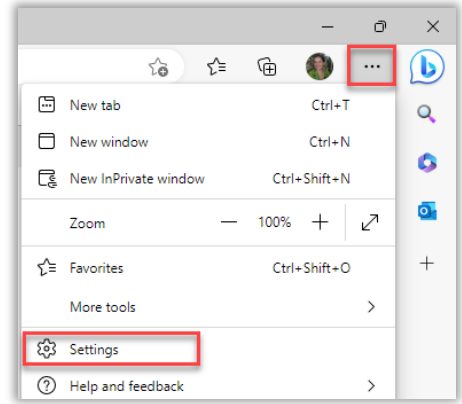 New tab Ctrl+T
New window Ctrl+N
New InPrivate window Ctrl+Shift+N
Zoom — 100% +
Favorites Ctrl+Shift+O
More tools
Settings
Help and feedback